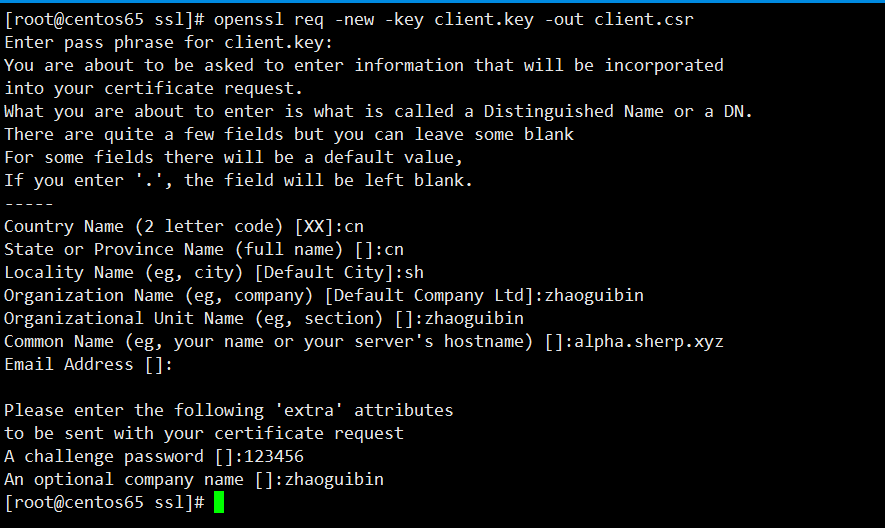 [root@centos65 ssl]# openssl req -new -key client.key -out client.csr
Enter pass phrase for client.key:
You are about to be asked to enter information that will be incorporated
into your certificate request.
What you are about to enter is what is called a Distinguished Name or a DN.
There are quite a few fields but you can leave some blank
For some fields there will be a default value,
If you enter '.', the field will be left blank.
-----
Country Name (2 letter code) [XX]:cn
State or Province Name (full name) []:cn
Locality Name (eg, city) [Default City]:sh
Organization Name (eg, company) [Default Company Ltd]:zhaoguibin
Organizational Unit Name (eg, section) []:zhaoguibin
Common Name (eg, your name or your server's hostname) []:alpha.sherp.xyz
Email Address []:
Please enter the following 'extra' attributes
to be sent with your certificate request
A challenge password []:123456
An optional company name []:zhaoguibin
[root@centos65 ssl]#